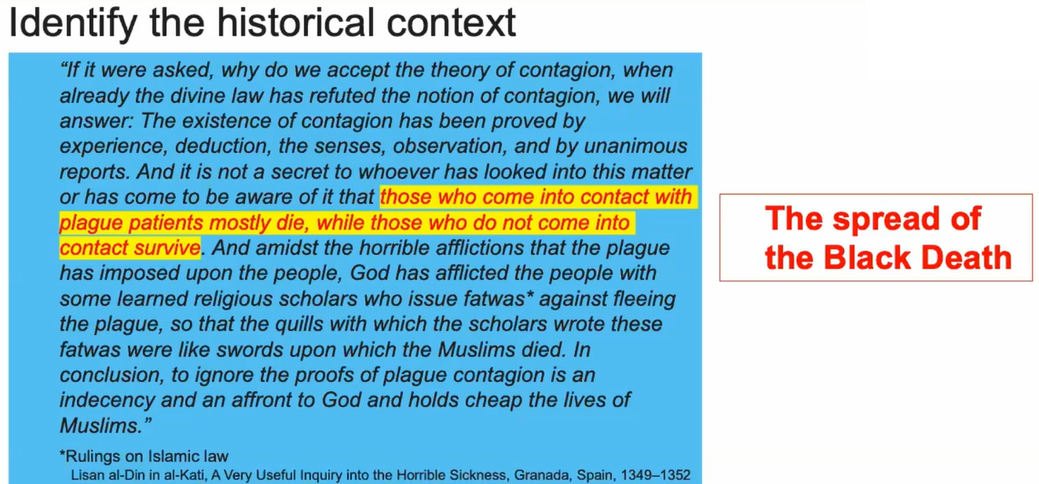 Identify the historical context
“If it were asked, why do we accept the theory of contagion, when
already the divine law has refuted the notion of contagion, we will
answer: The existence of contagion has been proved by
experience, deduction, the senses, observation, and by unanimous
reports. And it is not a secret to whoever has looked into this matter
or has come to be aware of it that those who come into contact with
plague patients mostly die, while those who do not come into
contact survive. And amidst the horrible afflictions that the plague
has imposed upon the people, God has afflicted the people with
some learned religious scholars who issue fatwas* against fleeing
the plague, so that the quills with which the scholars wrote these
fatwas were like swords upon which the Muslims died. In
conclusion, to ignore the proofs of plague contagion is an
indecency and an affront to God and holds cheap the lives of
Muslims.”
*Rulings on Islamic law
Lisan al-Din in al-Kati, A Very Useful Inquiry into the Horrible Sickness, Granada, Spain, 1349–1352
The spread of
the Black Death